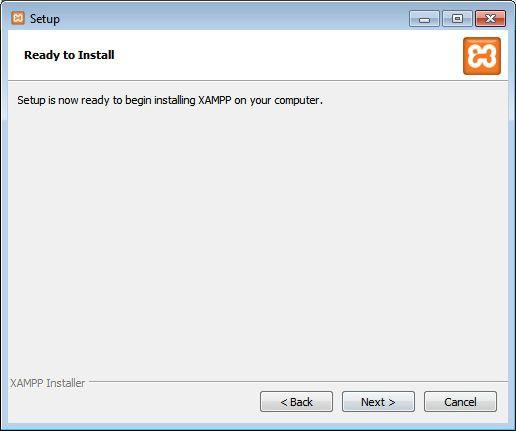 Setup
Ready to Install
Setup is now ready to begin installing XAMPP on your computer.
XAMPP Installer
< Back
Next >
Cancel